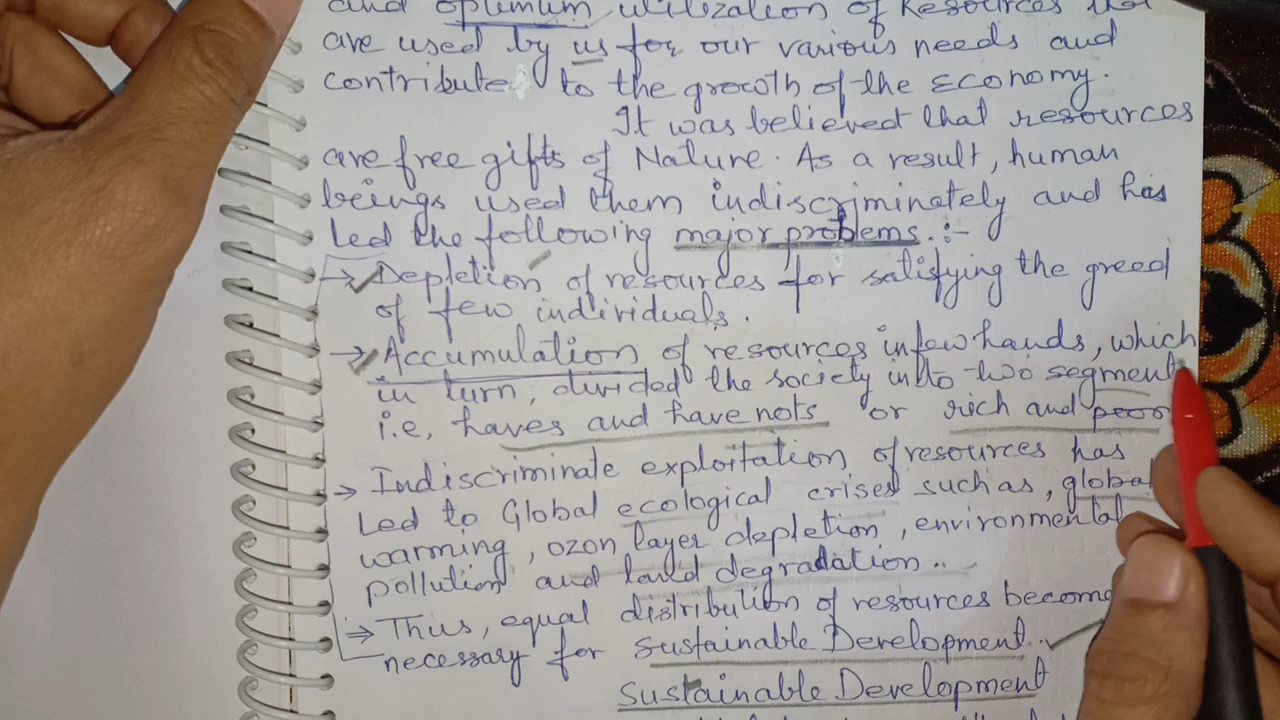 and optimum utilization of Resources that
are used by us for our various needs and
contribute to the growth of the Economy.
It was believed that resources
are free gifts of Nature. As a result, human
beings used them indiscriminately and has
led the following major problems. :-
→ Depletion of resources for satisfying the greed
of few individuals.
→ Accumulation of resources in few hands, which
in turn, divided the society into two segment
i.e, haves and have nots or rich and poor
→ Indiscriminate exploitation of resources has
Led to Global ecological crises such as, global
warming, ozon layer depletion, environmental
pollution and land degradation..
⇒ Thus, equal distribution of resources become
necessary for Sustainable Development.
Sustainable Development